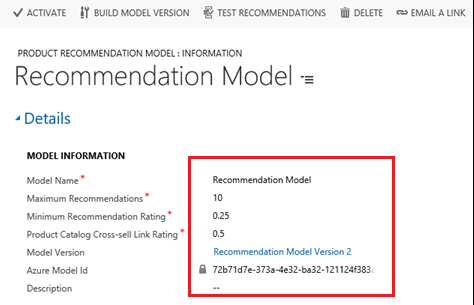 ACTIVATE BUILD MODEL VERSION TEST RECOMMENDATIONS DELETE EMAIL A LINK
PRODUCT RECOMMENDATION MODEL : INFORMATION
Recommendation Model
Details
MODEL INFORMATION
Model Name * Recommendation Model
Maximum Recommendations * 10
Minimum Recommendation Rating * 0.25
Product Catalog Cross-sell Link Rating * 0.5
Model Version Recommendation Model Version 2
Azure Model Id 72b71d7e-373a-4e32-ba32-121124f383a
Description --